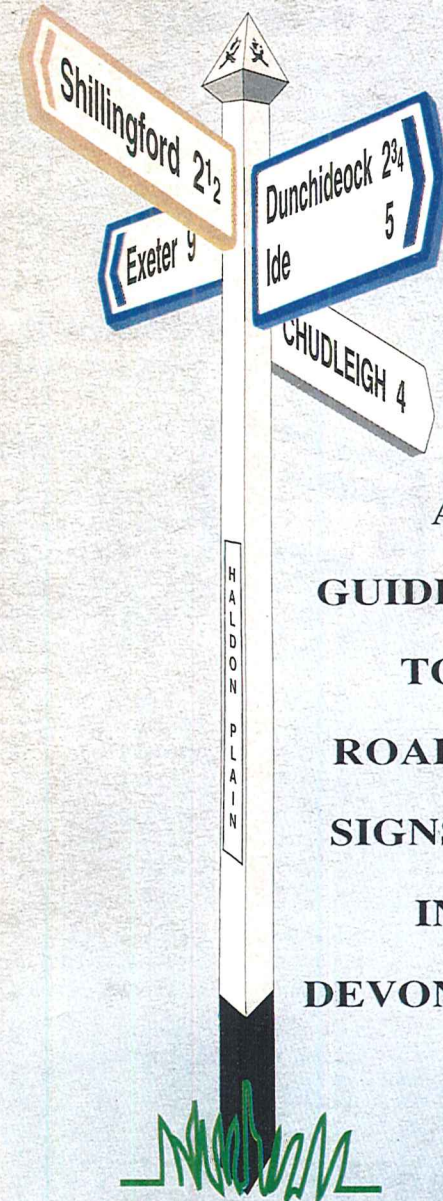 Shillingford 2½
Dunchideock 2¾
Ide 5
Exeter 9
CHUDLEIGH 4
HALDON PLAIN
A
GUIDE
TO
ROAD
SIGNS
IN
DEVON